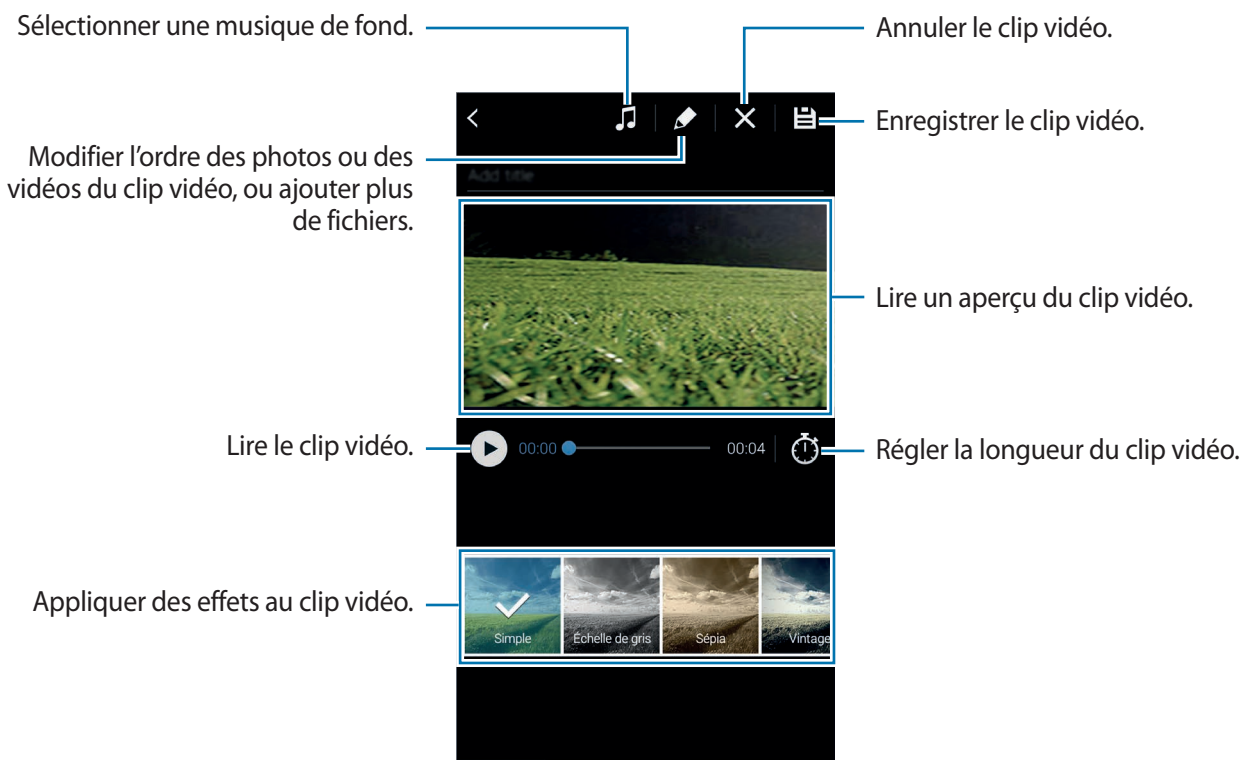 Sélectionner une musique de fond.
Annuler le clip vidéo.
Enregistrer le clip vidéo.
Modifier l’ordre des photos ou des
vidéos du clip vidéo, ou ajouter plus
de fichiers.
Add title
Lire un aperçu du clip vidéo.
Lire le clip vidéo.
00:00
00:04
Régler la longueur du clip vidéo.
Appliquer des effets au clip vidéo.
Simple
Échelle de gris
Sépia
Vintage